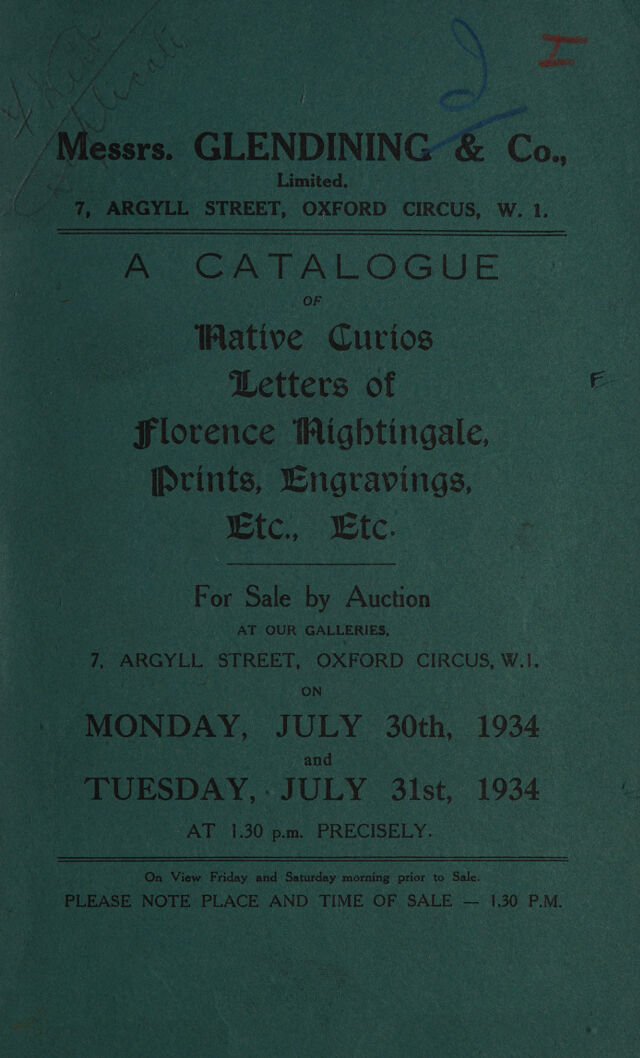 2
I
Messrs. GLENDINING & Co.,
Limited.
7, ARGYLL STREET, OXFORD CIRCUS, W. 1.
A CATALOGUE
OF
Native Curios
Letters of
F
Florence Nightingale,
Prints, Engravings,
Etc., Etc.
For Sale by Auction
AT OUR GALLERIES,
7, ARGYLL STREET, OXFORD CIRCUS, W.1.
ON
MONDAY, JULY 30th, 1934
and
TUESDAY, JULY 31st, 1934
AT 1.30 p.m. PRECISELY.
On View Friday and Saturday morning prior to Sale.
PLEASE NOTE PLACE AND TIME OF SALE — 1.30 P.M.